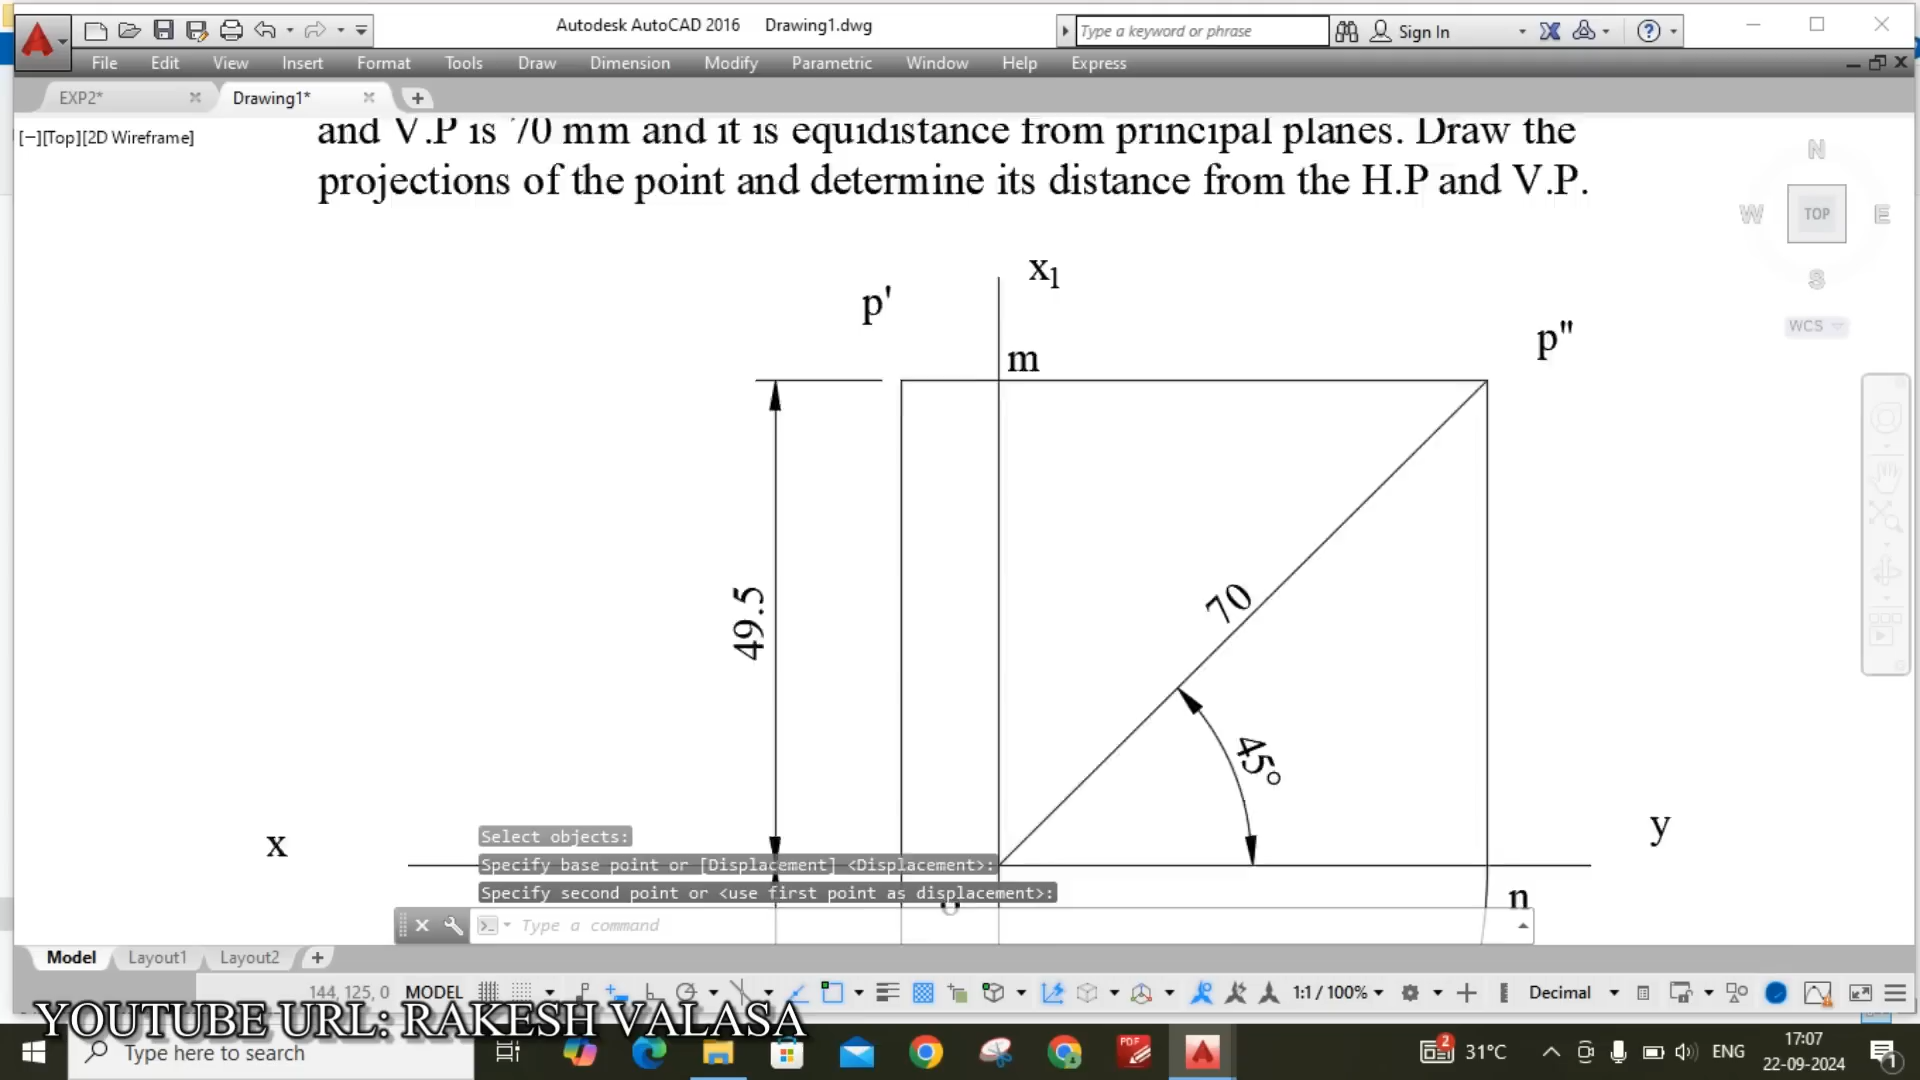 Autodesk AutoCAD 2016 Drawing1.dwg
Type a keyword or phrase
Sign In
File Edit View Insert Format Tools Draw Dimension Modify Parametric Window Help Express
EXP2*
Drawing1*
[−][Top][2D Wireframe]
and V.P is 70 mm and it is equidistance from principal planes. Draw the
projections of the point and determine its distance from the H.P and V.P.
N
W TOP E
S
WCS
x1
p'
m
p"
49.5
70
45°
x
y
n
o
Select objects:
Specify base point or [Displacement] <Displacement>:
Specify second point or <use first point as displacement>:
Type a command
Model Layout1 Layout2
144, 125, 0 MODEL 1:1 / 100% Decimal
YOUTUBE URL: RAKESH VALASA
Type here to search
PDF
2
31°C
ENG
17:07
22-09-2024
1